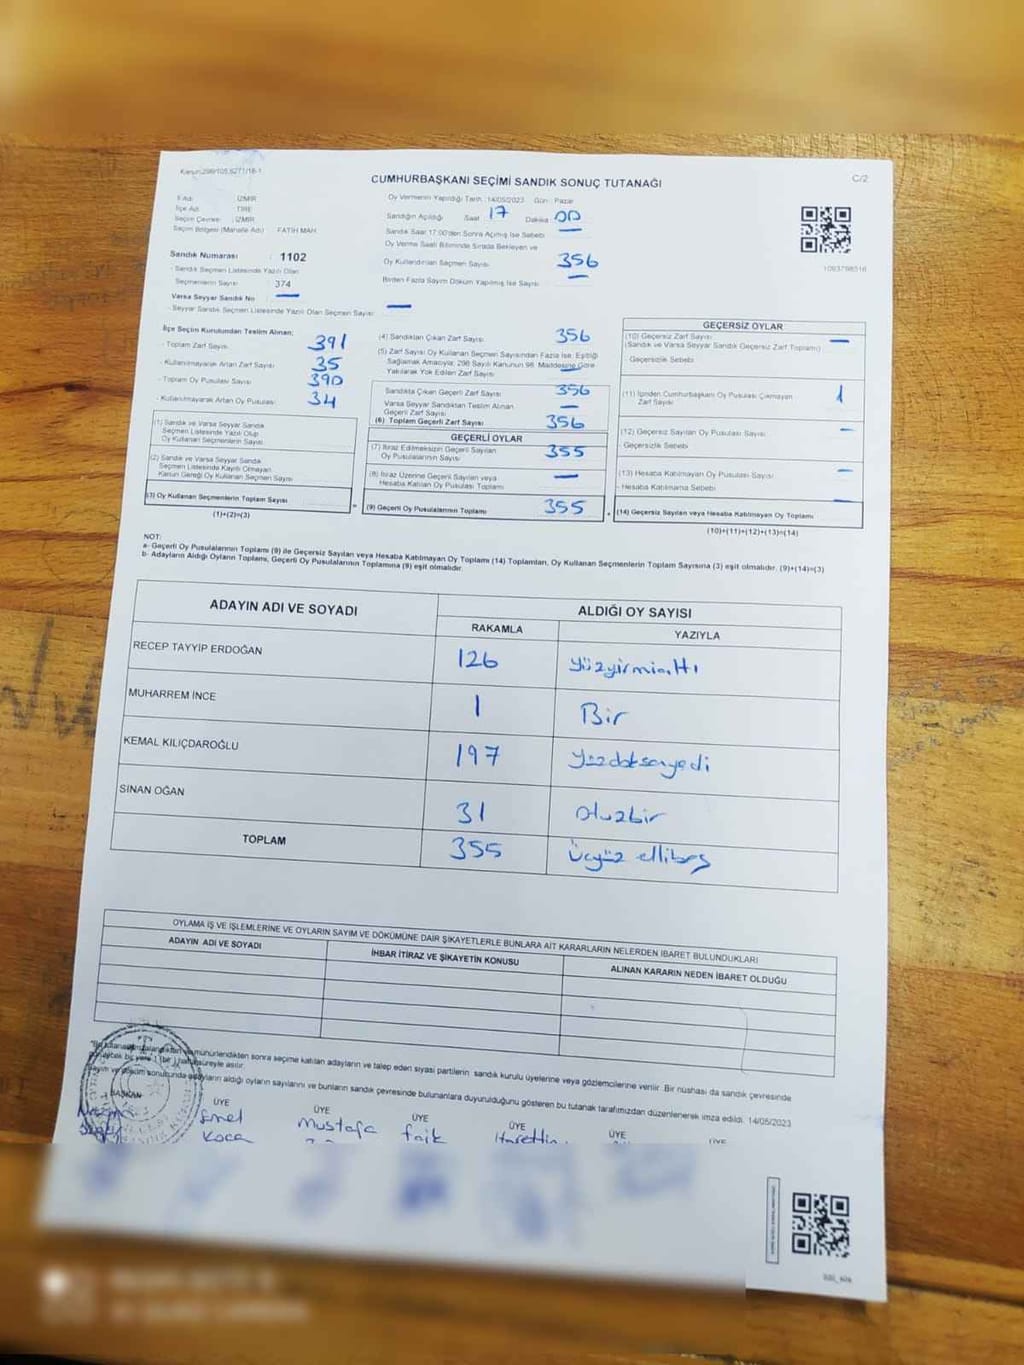 Kanun:298/105,6271/18-1
C/2
CUMHURBAŞKANI SEÇİMİ SANDIK SONUÇ TUTANAĞI
İl Adı : İZMİR
İlçe Adı : TİRE
Seçim Çevresi : İZMİR
Seçim Bölgesi (Mahalle Adı) : FATİH MAH.
Sandık Numarası : 1102
- Sandık Seçmen Listesinde Yazılı Olan
Seçmenlerin Sayısı : 374
Varsa Seyyar Sandık No : —
- Seyyar Sandık Seçmen Listesinde Yazılı Olan Seçmen Sayısı : —
Oy Vermenin Yapıldığı Tarih : 14/05/2023 Gün : Pazar
Sandığın Açıldığı Saat 17 Dakika 00
Sandık Saat 17:00'den Sonra Açılmış İse Sebebi —
Oy Verme Saati Bitiminde Sırada Bekleyen ve
Oy Kullandırılan Seçmen Sayısı 356
Birden Fazla Sayım Döküm Yapılmış İse Sayısı —
1093798516
İlçe Seçim Kurulundan Teslim Alınan;
- Toplam Zarf Sayısı 391
- Kullanılmayarak Artan Zarf Sayısı 35
- Toplam Oy Pusulası Sayısı 390
- Kullanılmayarak Artan Oy Pusulası 34
(1) Sandık ve Varsa Seyyar Sandık
Seçmen Listesinde Yazılı Olup
Oy Kullanan Seçmenlerin Sayısı
(2) Sandık ve Varsa Seyyar Sandık
Seçmen Listesinde Kayıtlı Olmayan
Kanun Gereği Oy Kullanan Seçmen Sayısı
(3) Oy Kullanan Seçmenlerin Toplam Sayısı
(1)+(2)=(3)
(4) Sandıktan Çıkan Zarf Sayısı 356
(5) Zarf Sayısı Oy Kullanan Seçmen Sayısından Fazla İse; Eşitliği
Sağlamak Amacıyla; 298 Sayılı Kanunun 98. Maddesine Göre
Yakılarak Yok Edilen Zarf Sayısı —
Sandıkta Çıkan Geçerli Zarf Sayısı 356
Varsa Seyyar Sandıktan Teslim Alınan
Geçerli Zarf Sayısı —
(6) Toplam Geçerli Zarf Sayısı 356
GEÇERLİ OYLAR
(7) İtiraz Edilmeksizin Geçerli Sayılan
Oy Pusulalarının Sayısı 355
(8) İtiraz Üzerine Geçerli Sayılan veya
Hesaba Katılan Oy Pusulası Toplamı —
=
(9) Geçerli Oy Pusulalarının Toplamı 355
+
GEÇERSİZ OYLAR
(10) Geçersiz Zarf Sayısı —
(Sandık ve Varsa Seyyar Sandık Geçersiz Zarf Toplamı)
- Geçersizlik Sebebi
(11) İçinden Cumhurbaşkanı Oy Pusulası Çıkmayan 1
Zarf Sayısı
(12) Geçersiz Sayılan Oy Pusulası Sayısı —
- Geçersizlik Sebebi
(13) Hesaba Katılmayan Oy Pusulası Sayısı —
- Hesaba Katılmama Sebebi —
(14) Geçersiz Sayılan veya Hesaba Katılmayan Oy Toplamı
(10)+(11)+(12)+(13)=(14)
NOT:
a- Geçerli Oy Pusulalarının Toplamı (9) ile Geçersiz Sayılan veya Hesaba Katılmayan Oy Toplamı (14) Toplamları, Oy Kullanan Seçmenlerin Toplam Sayısına (3) eşit olmalıdır. (9)+(14)=(3)
b- Adayların Aldığı Oyların Toplamı, Geçerli Oy Pusulalarının Toplamına (9) eşit olmalıdır.
ADAYIN ADI VE SOYADI ALDIĞI OY SAYISI
RAKAMLA YAZIYLA
RECEP TAYYİP ERDOĞAN 126 Yüzyirmialtı
MUHARREM İNCE 1 Bir
KEMAL KILIÇDAROĞLU 197 Yüzdoksanyedi
SİNAN OĞAN 31 Otuzbir
TOPLAM 355 Üçyüz ellibeş
OYLAMA İŞ VE İŞLEMLERİNE VE OYLARIN SAYIM VE DÖKÜMÜNE DAİR ŞİKAYETLERLE BUNLARA AİT KARARLARIN NELERDEN İBARET BULUNDUKLARI
ADAYIN ADI VE SOYADI İHBAR İTİRAZ VE ŞİKAYETİN KONUSU ALINAN KARARIN NEDEN İBARET OLDUĞU
mühürlendikten sonra seçime katılan adayların ve talep eden siyasi partilerin sandık kurulu üyelerine veya gözlemcilerine verilir. Bir nüshası da sandık çevresinde
süreyle asılır.
Sayım ve döküm sonucunda adayların aldığı oyların sayılarını ve bunların sandık çevresinde bulunanlara duyurulduğunu gösteren bu tutanak tarafımızdan düzenlenerek imza edildi. 14/05/2023
BAŞKAN ÜYE ÜYE ÜYE ÜYE ÜYE ÜYE
Mustafa faik
Koca